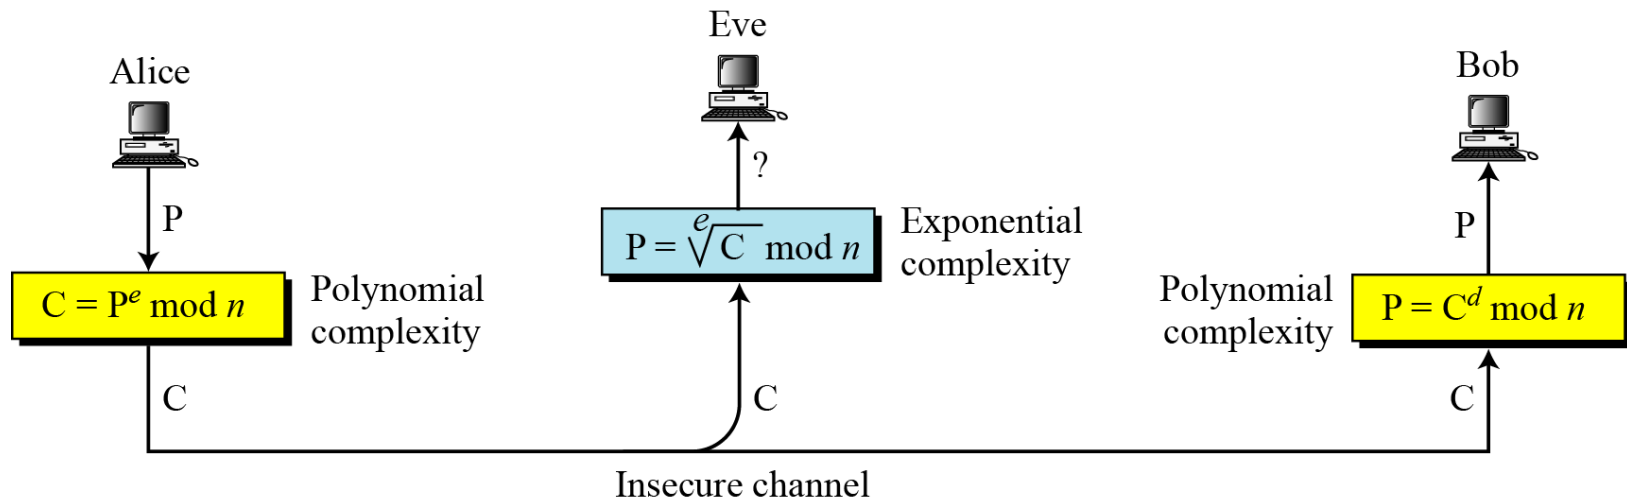 Eve
Alice
Bob
?
P
P
P = ᵉ√C mod n
Exponential
complexity
C = Pᵉ mod n
Polynomial
complexity
Polynomial
complexity
P = Cᵈ mod n
C
C
C
Insecure channel